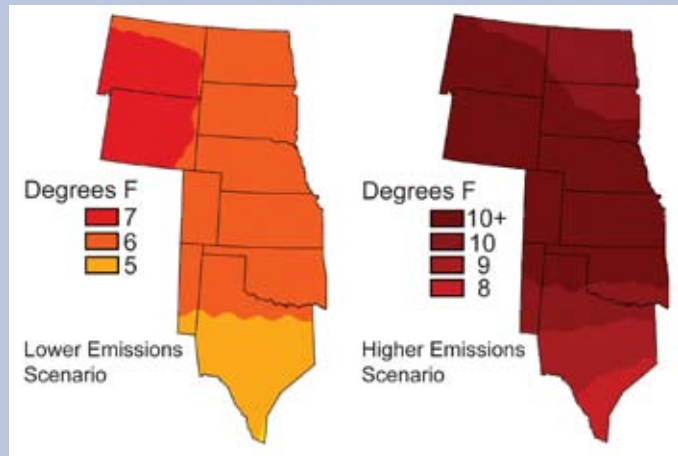 Degrees F
7
6
5
Lower Emissions
Scenario
Degrees F
10+
10
9
8
Higher Emissions
Scenario